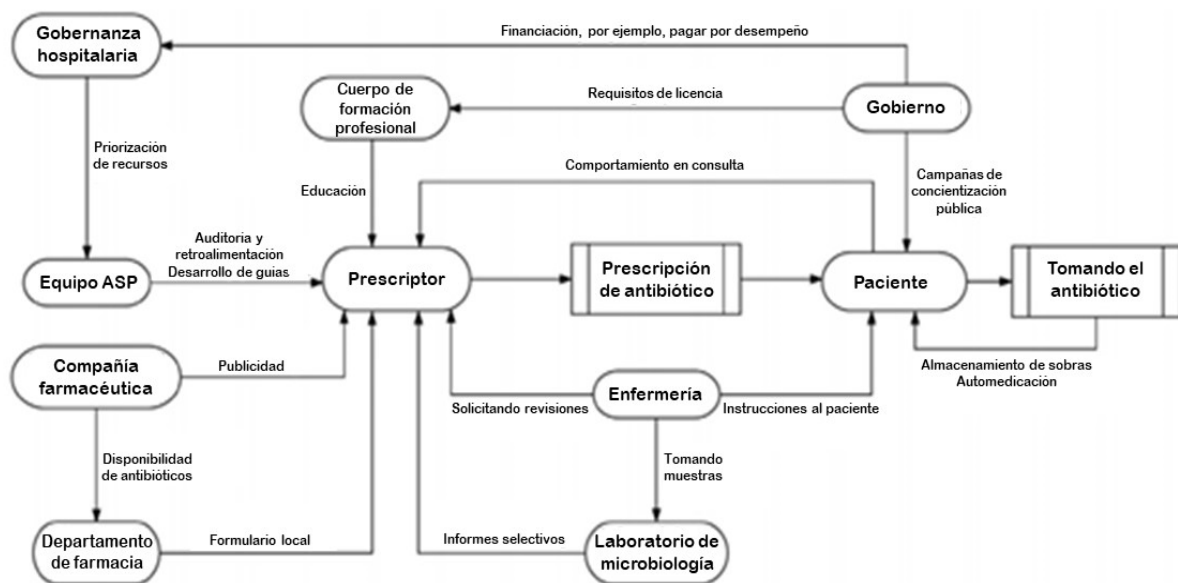 Gobernanza
hospitalaria
Financiación, por ejemplo, pagar por desempeño
Cuerpo de
formación
profesional
Requisitos de licencia
Gobierno
Priorización
de recursos
Educación
Comportamiento en consulta
Campañas de
concientización
pública
Auditoría y
retroalimentación
Desarrollo de guías
Equipo ASP
Prescriptor
Prescripción
de antibiótico
Paciente
Tomando el
antibiótico
Compañía
farmacéutica
Publicidad
Solicitando revisiones
Enfermería
Instrucciones al paciente
Almacenamiento de sobras
Automedicación
Disponibilidad
de antibióticos
Tomando
muestras
Departamento
de farmacia
Formulario local
Informes selectivos
Laboratorio de
microbiología